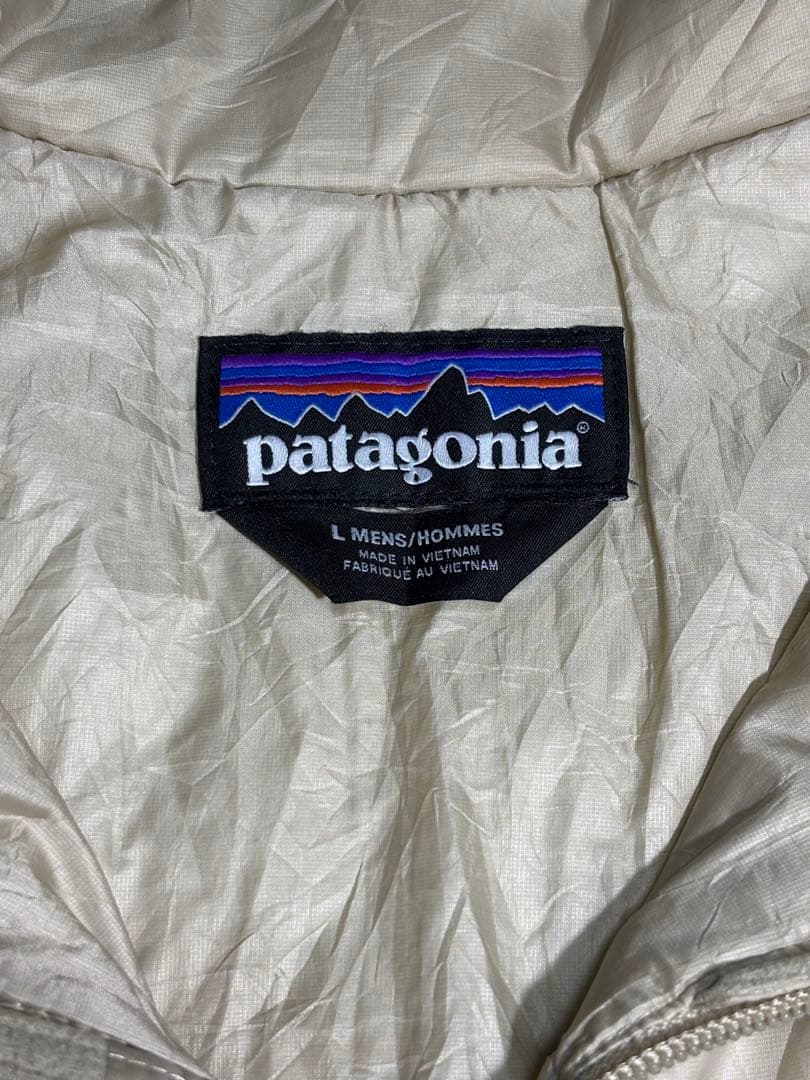 patagonia®
L MENS/HOMMES
MADE IN VIETNAM
FABRIQUÉ AU VIETNAM